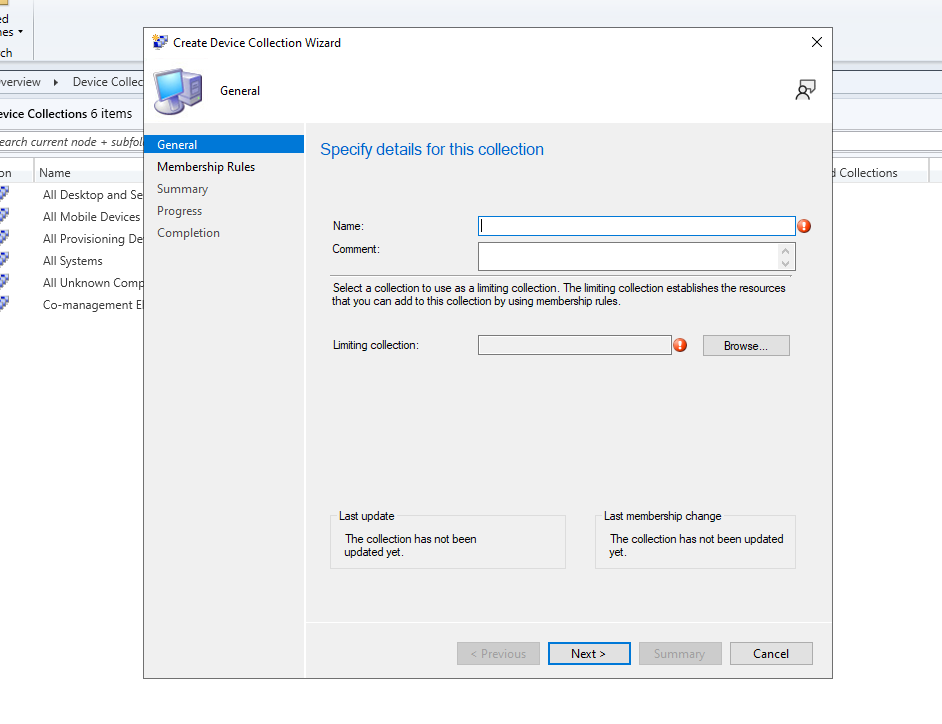 ed
nes
ch
Create Device Collection Wizard
General
verview Device Collec
evice Collections 6 items
earch current node + subfol
on Name
d Collections
All Desktop and Se
All Mobile Devices
All Provisioning De
All Systems
All Unknown Comp
Co-management El
General
Membership Rules
Summary
Progress
Completion
Specify details for this collection
Name:
Comment:
Select a collection to use as a limiting collection. The limiting collection establishes the resources
that you can add to this collection by using membership rules.
Limiting collection:
Browse...
Last update
The collection has not been
updated yet.
Last membership change
The collection has not been updated
yet.
< Previous Next > Summary Cancel